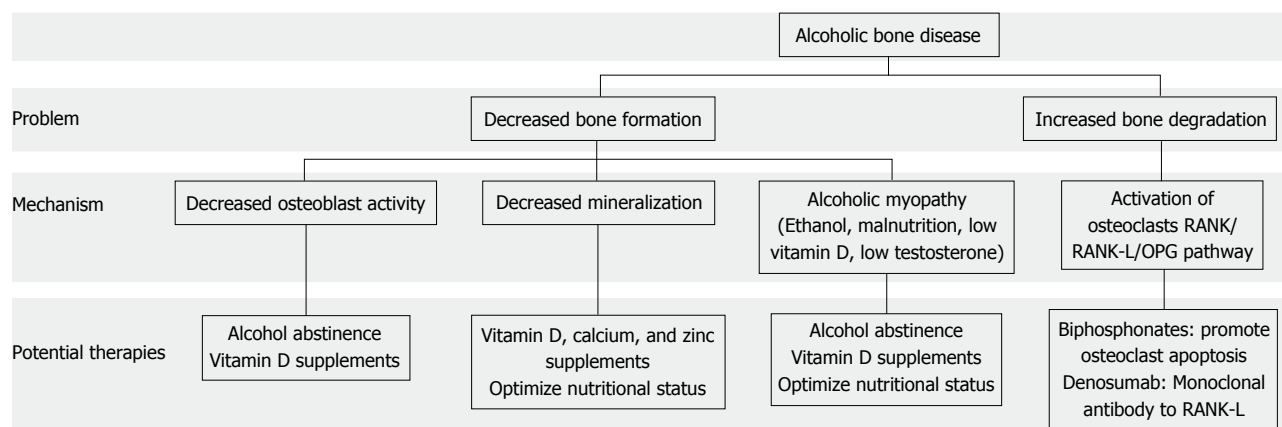 Alcoholic bone disease
Problem
Decreased bone formation
Increased bone degradation
Mechanism
Decreased osteoblast activity
Decreased mineralization
Alcoholic myopathy
(Ethanol, malnutrition, low
vitamin D, low testosterone)
Activation of
osteoclasts RANK/
RANK-L/OPG pathway
Potential therapies
Alcohol abstinence
Vitamin D supplements
Vitamin D, calcium, and zinc
supplements
Optimize nutritional status
Alcohol abstinence
Vitamin D supplements
Optimize nutritional status
Biphosphonates: promote
osteoclast apoptosis
Denosumab: Monoclonal
antibody to RANK-L